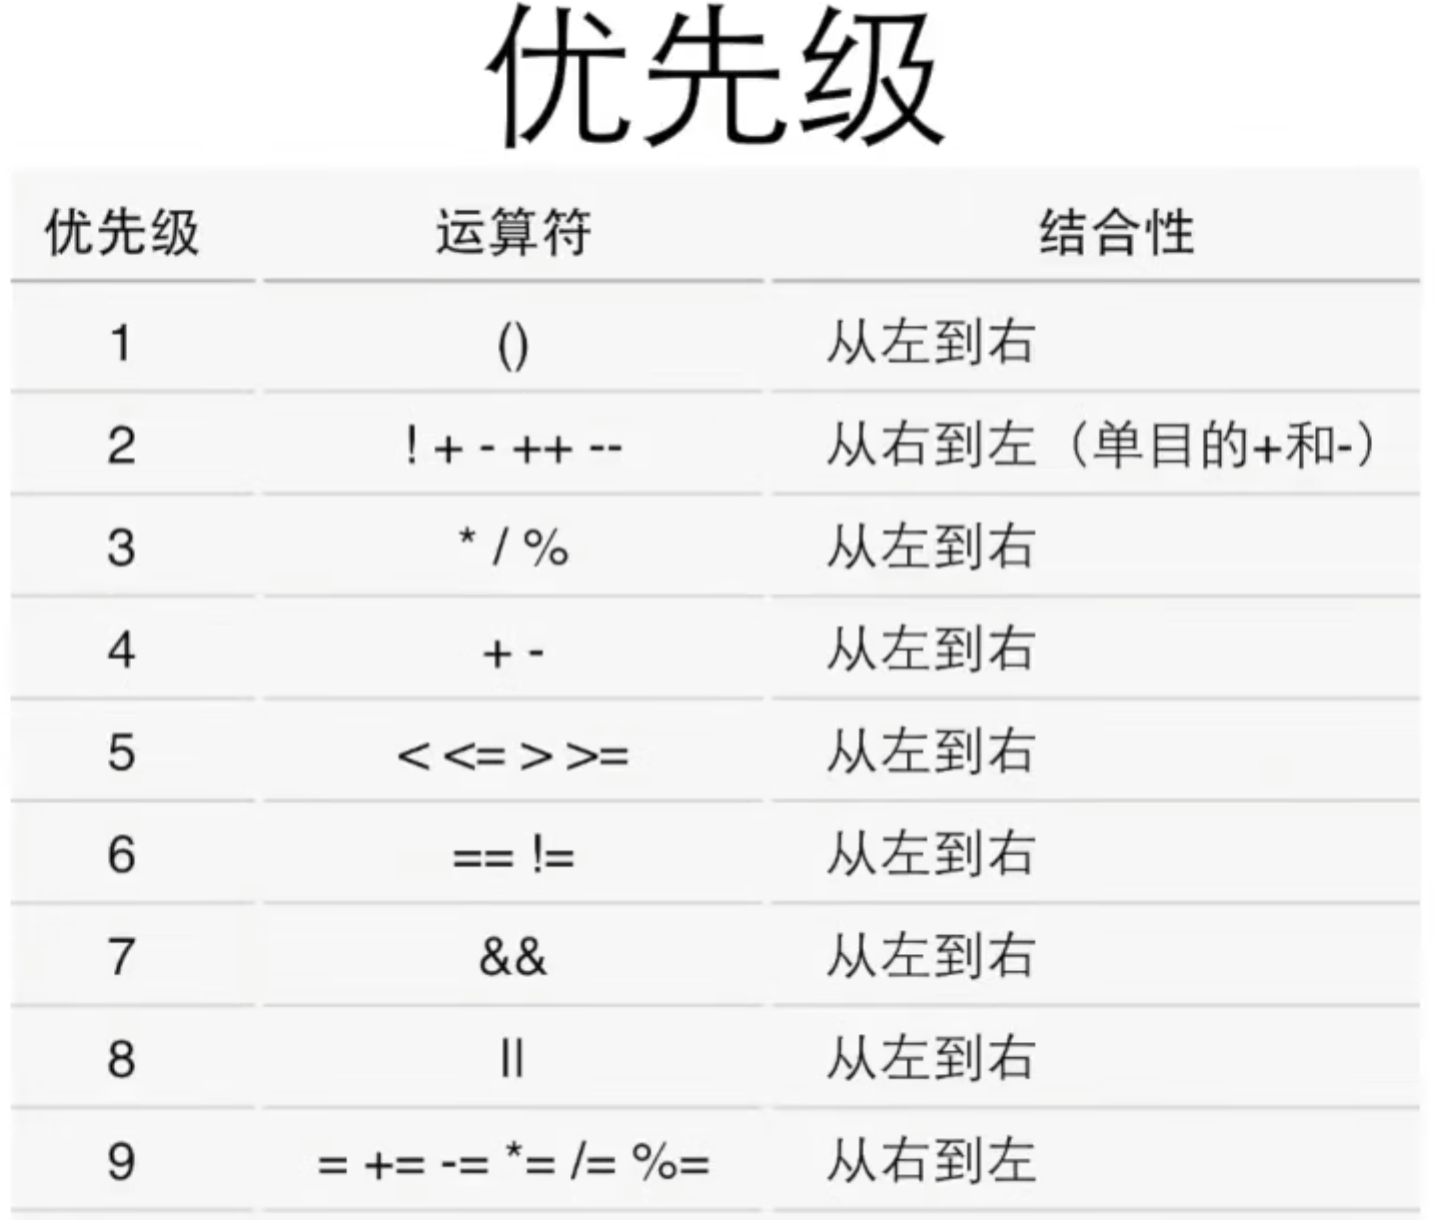 优先级
优先级 运算符 结合性
1 () 从左到右
2 ! + - ++ -- 从右到左（单目的+和-）
3 * / % 从左到右
4 + - 从左到右
5 < <= > >= 从左到右
6 == != 从左到右
7 && 从左到右
8 || 从左到右
9 = += -= *= /= %= 从右到左